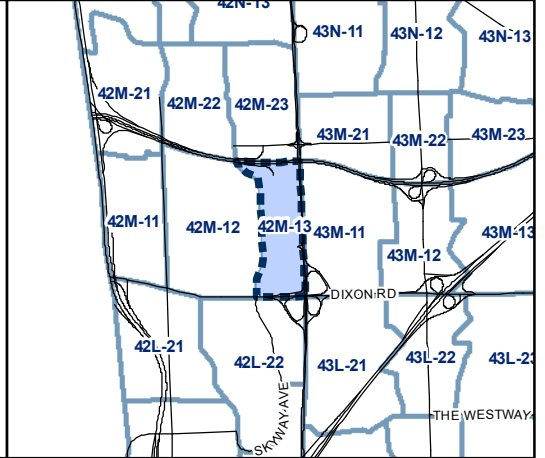 42N-13
43N-11
43N-12
43N-13
42M-21
42M-22
42M-23
43M-21
43M-22
43M-23
42M-11
42M-12
42M-13
43M-11
43M-12
43M-13
DIXON RD
42L-21
42L-22
43L-21
43L-22
43L-23
SKYWAY AVE
THE WESTWAY